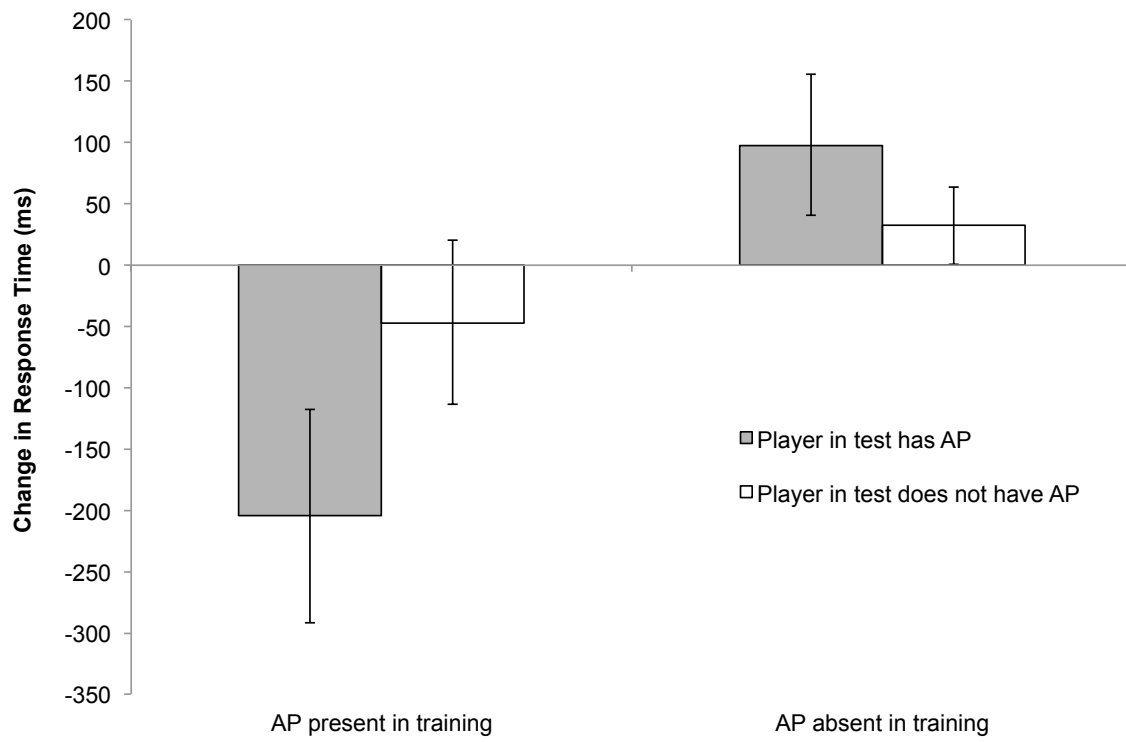 200
150
100
50
0
-50
-100
-150
-200
-250
-300
-350
Change in Response Time (ms)
Player in test has AP
Player in test does not have AP
AP present in training
AP absent in training